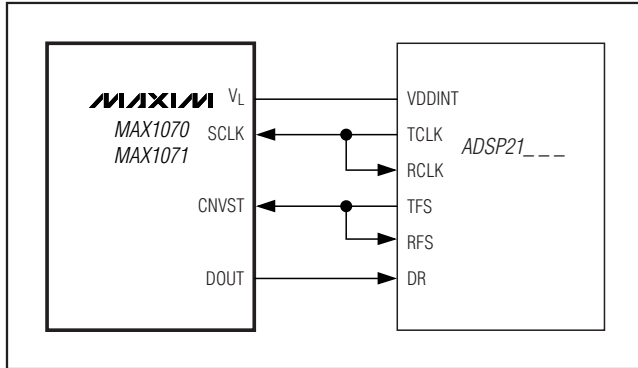 MAXIM VL VDDINT
MAX1070 SCLK TCLK
MAX1071 ADSP21_ _ _
RCLK
CNVST TFS
RFS
DOUT DR